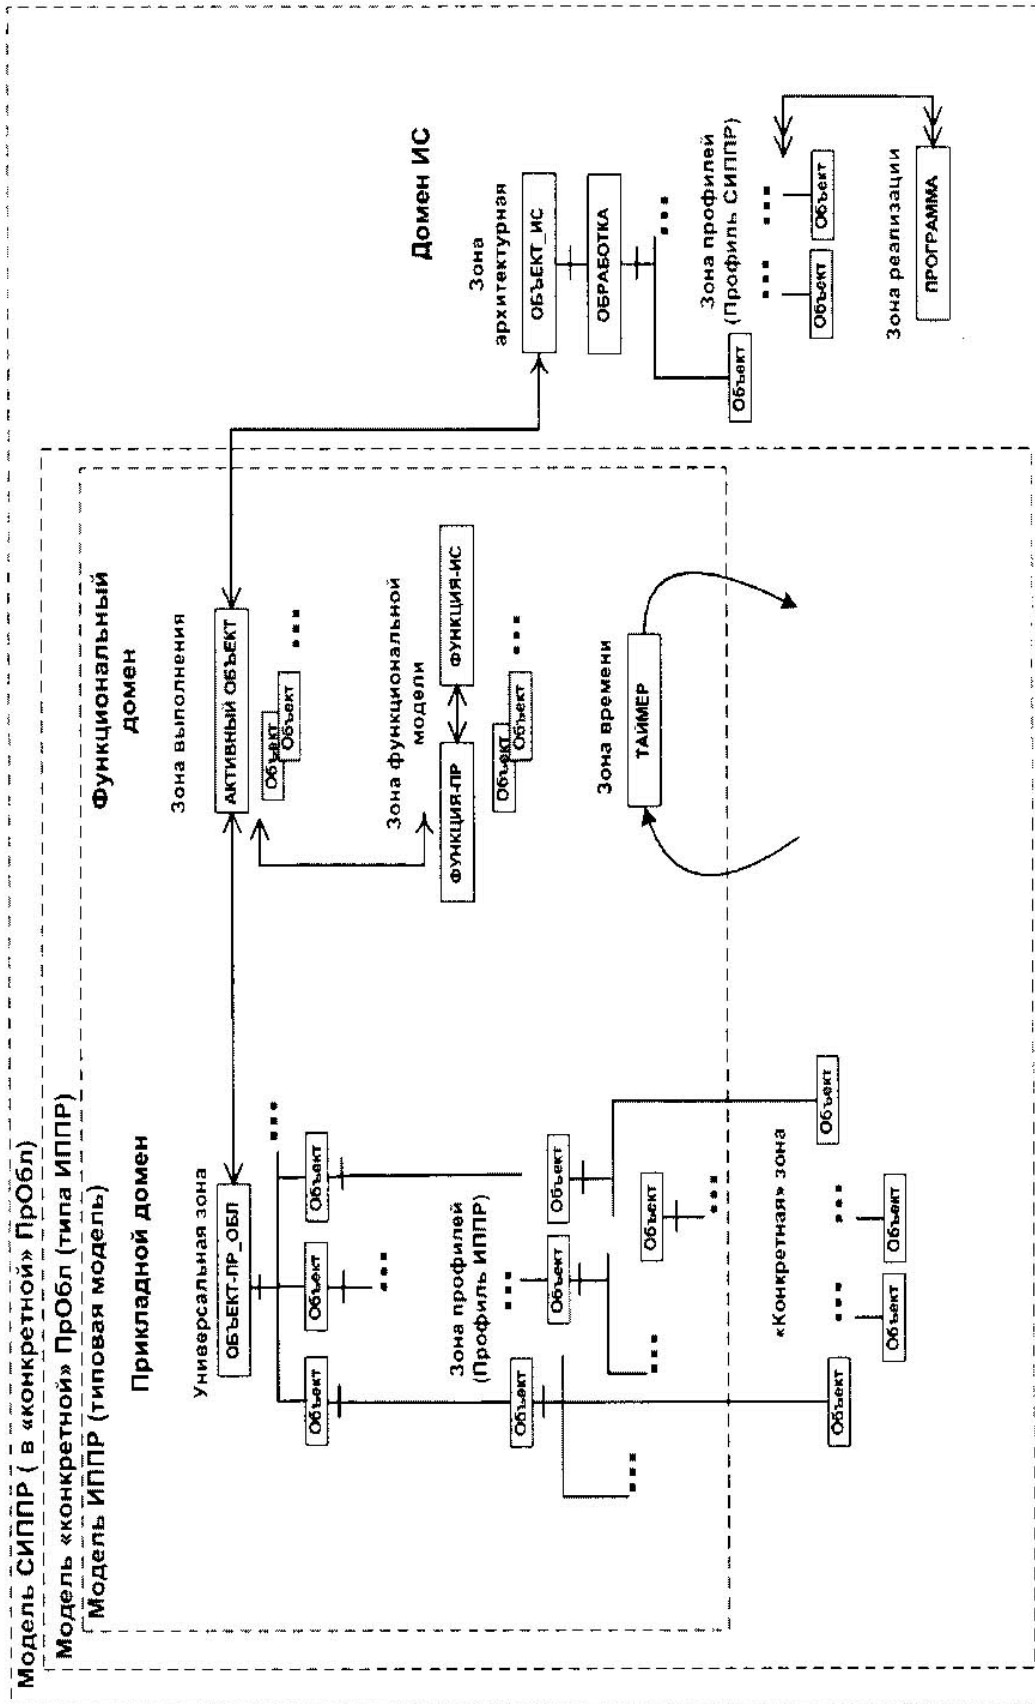 Модель СИППР ( в «конкретной» ПрОбл)
Модель «конкретной» ПрОбл (типа ИППР)
Модель ИППР (типовая модель)
Прикладной домен
Функциональный
домен
Домен ИС
Универсальная зона
ОБЪЕКТ-ПР_ОБЛ
Объект
Объект
Объект
Зона профилей
(Профиль ИППР)
Объект
Объект
Объект
Объект
«Конкретная» зона
Объект
Объект
Объект
Объект
Зона выполнения
АКТИВНЫЙ ОБЪЕКТ
Объект
Объект
Зона функциональной
модели
ФУНКЦИЯ-ПР
ФУНКЦИЯ-ИС
Объект
Объект
Зона времени
ТАЙМЕР
Зона
архитектурная
ОБЪЕКТ_ИС
ОБРАБОТКА
Зона профилей
(Профиль СИППР)
Объект
Объект
Объект
Зона реализации
ПРОГРАММА